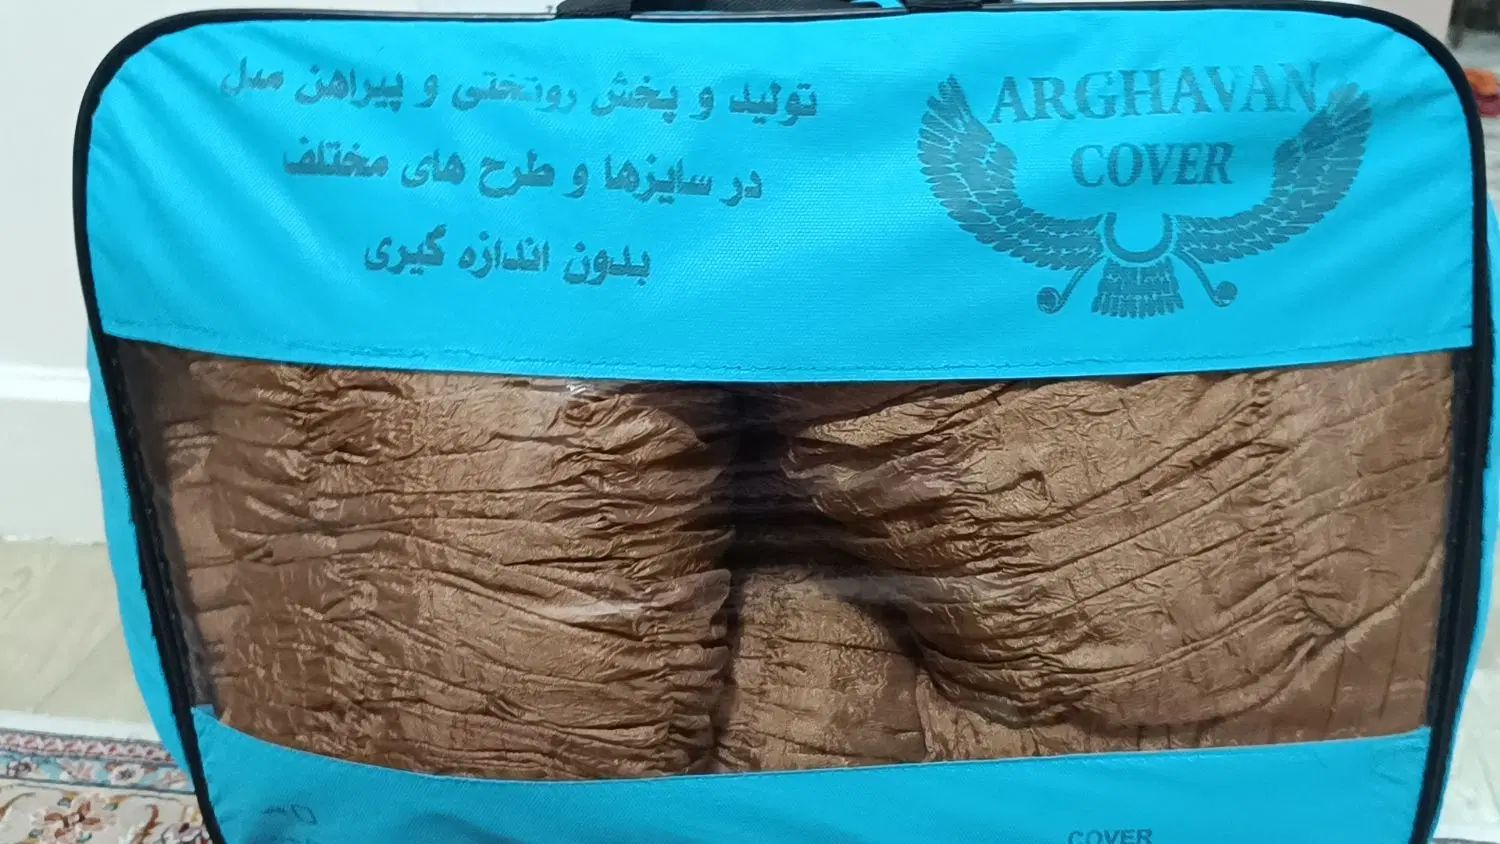 تولید و پخش روتختی و پیراهن مبل
در سایزها و طرح های مختلف
بدون اندازه گیری
ARGHAVAN
COVER
COVER